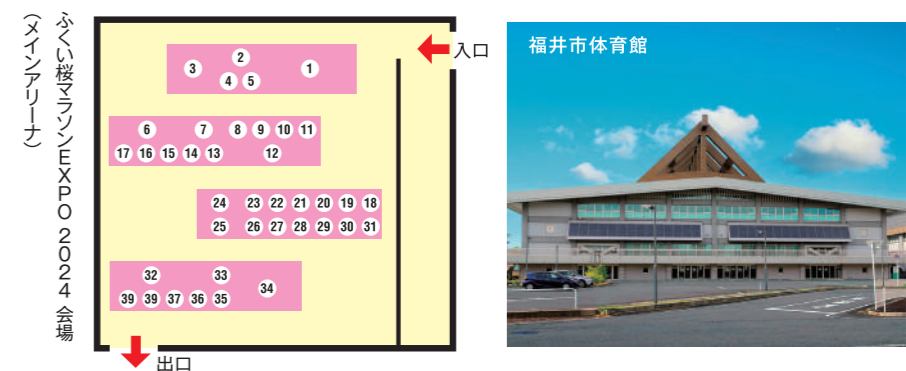 ふくい桜マラソンEXPO 2024 会場
（メインアリーナ）
入口
2
3
1
4 5
6 7 8 9 10 11
17 16 15 14 13 12
24 23 22 21 20 19 18
25 26 27 28 29 30 31
32 33
34
39 39 37 36 35
出口
福井市体育館